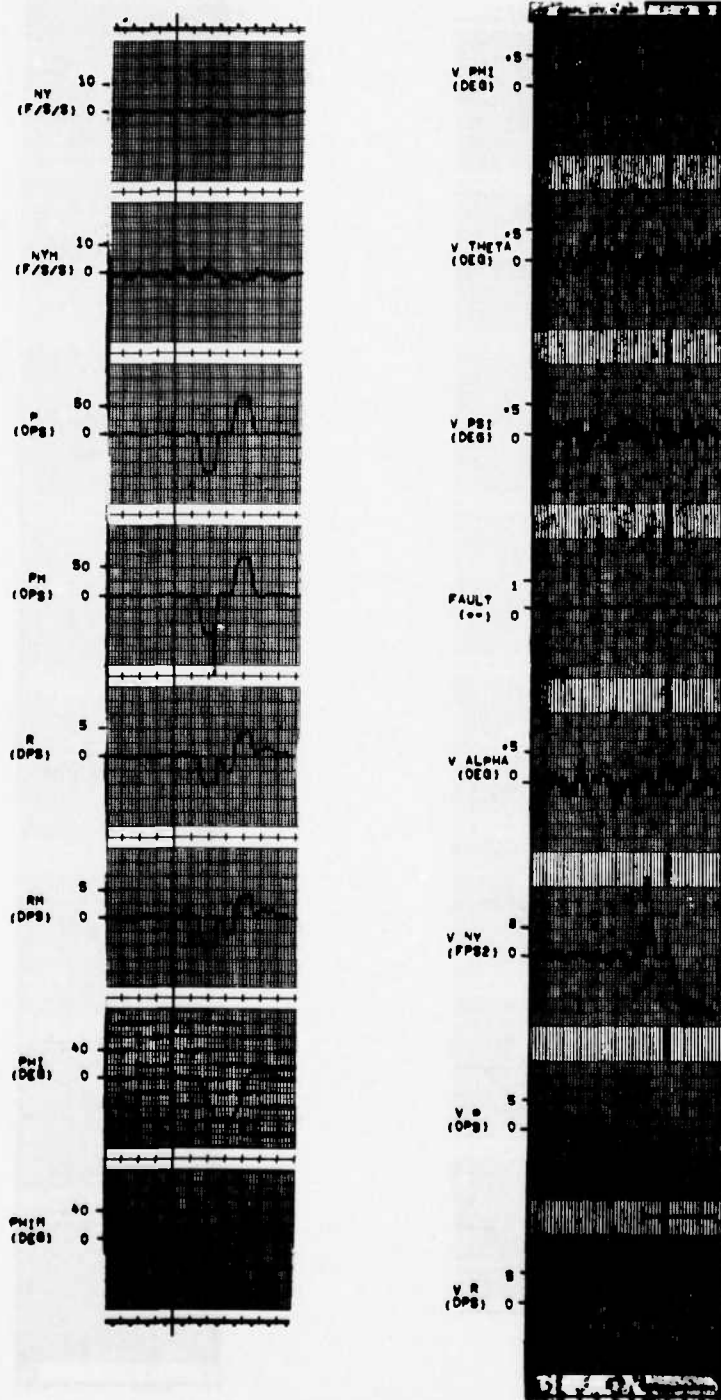 NY
(F/S/S)
10
0
NYM
(F/S/S)
10
0
P
(DPS)
50
0
PM
(DPS)
50
0
R
(DPS)
5
0
RM
(DPS)
5
0
PHI
(DEG)
40
0
PHIM
(DEG)
40
0
V PHI
(DEG)
.5
0
V THETA
(DEG)
.5
0
V PSI
(DEG)
.5
0
FAULT
(**)
1
0
V ALPHA
(DEG)
.5
0
V NY
(FPS2)
0
V P
(DPS)
5
0
V R
(DPS)
0